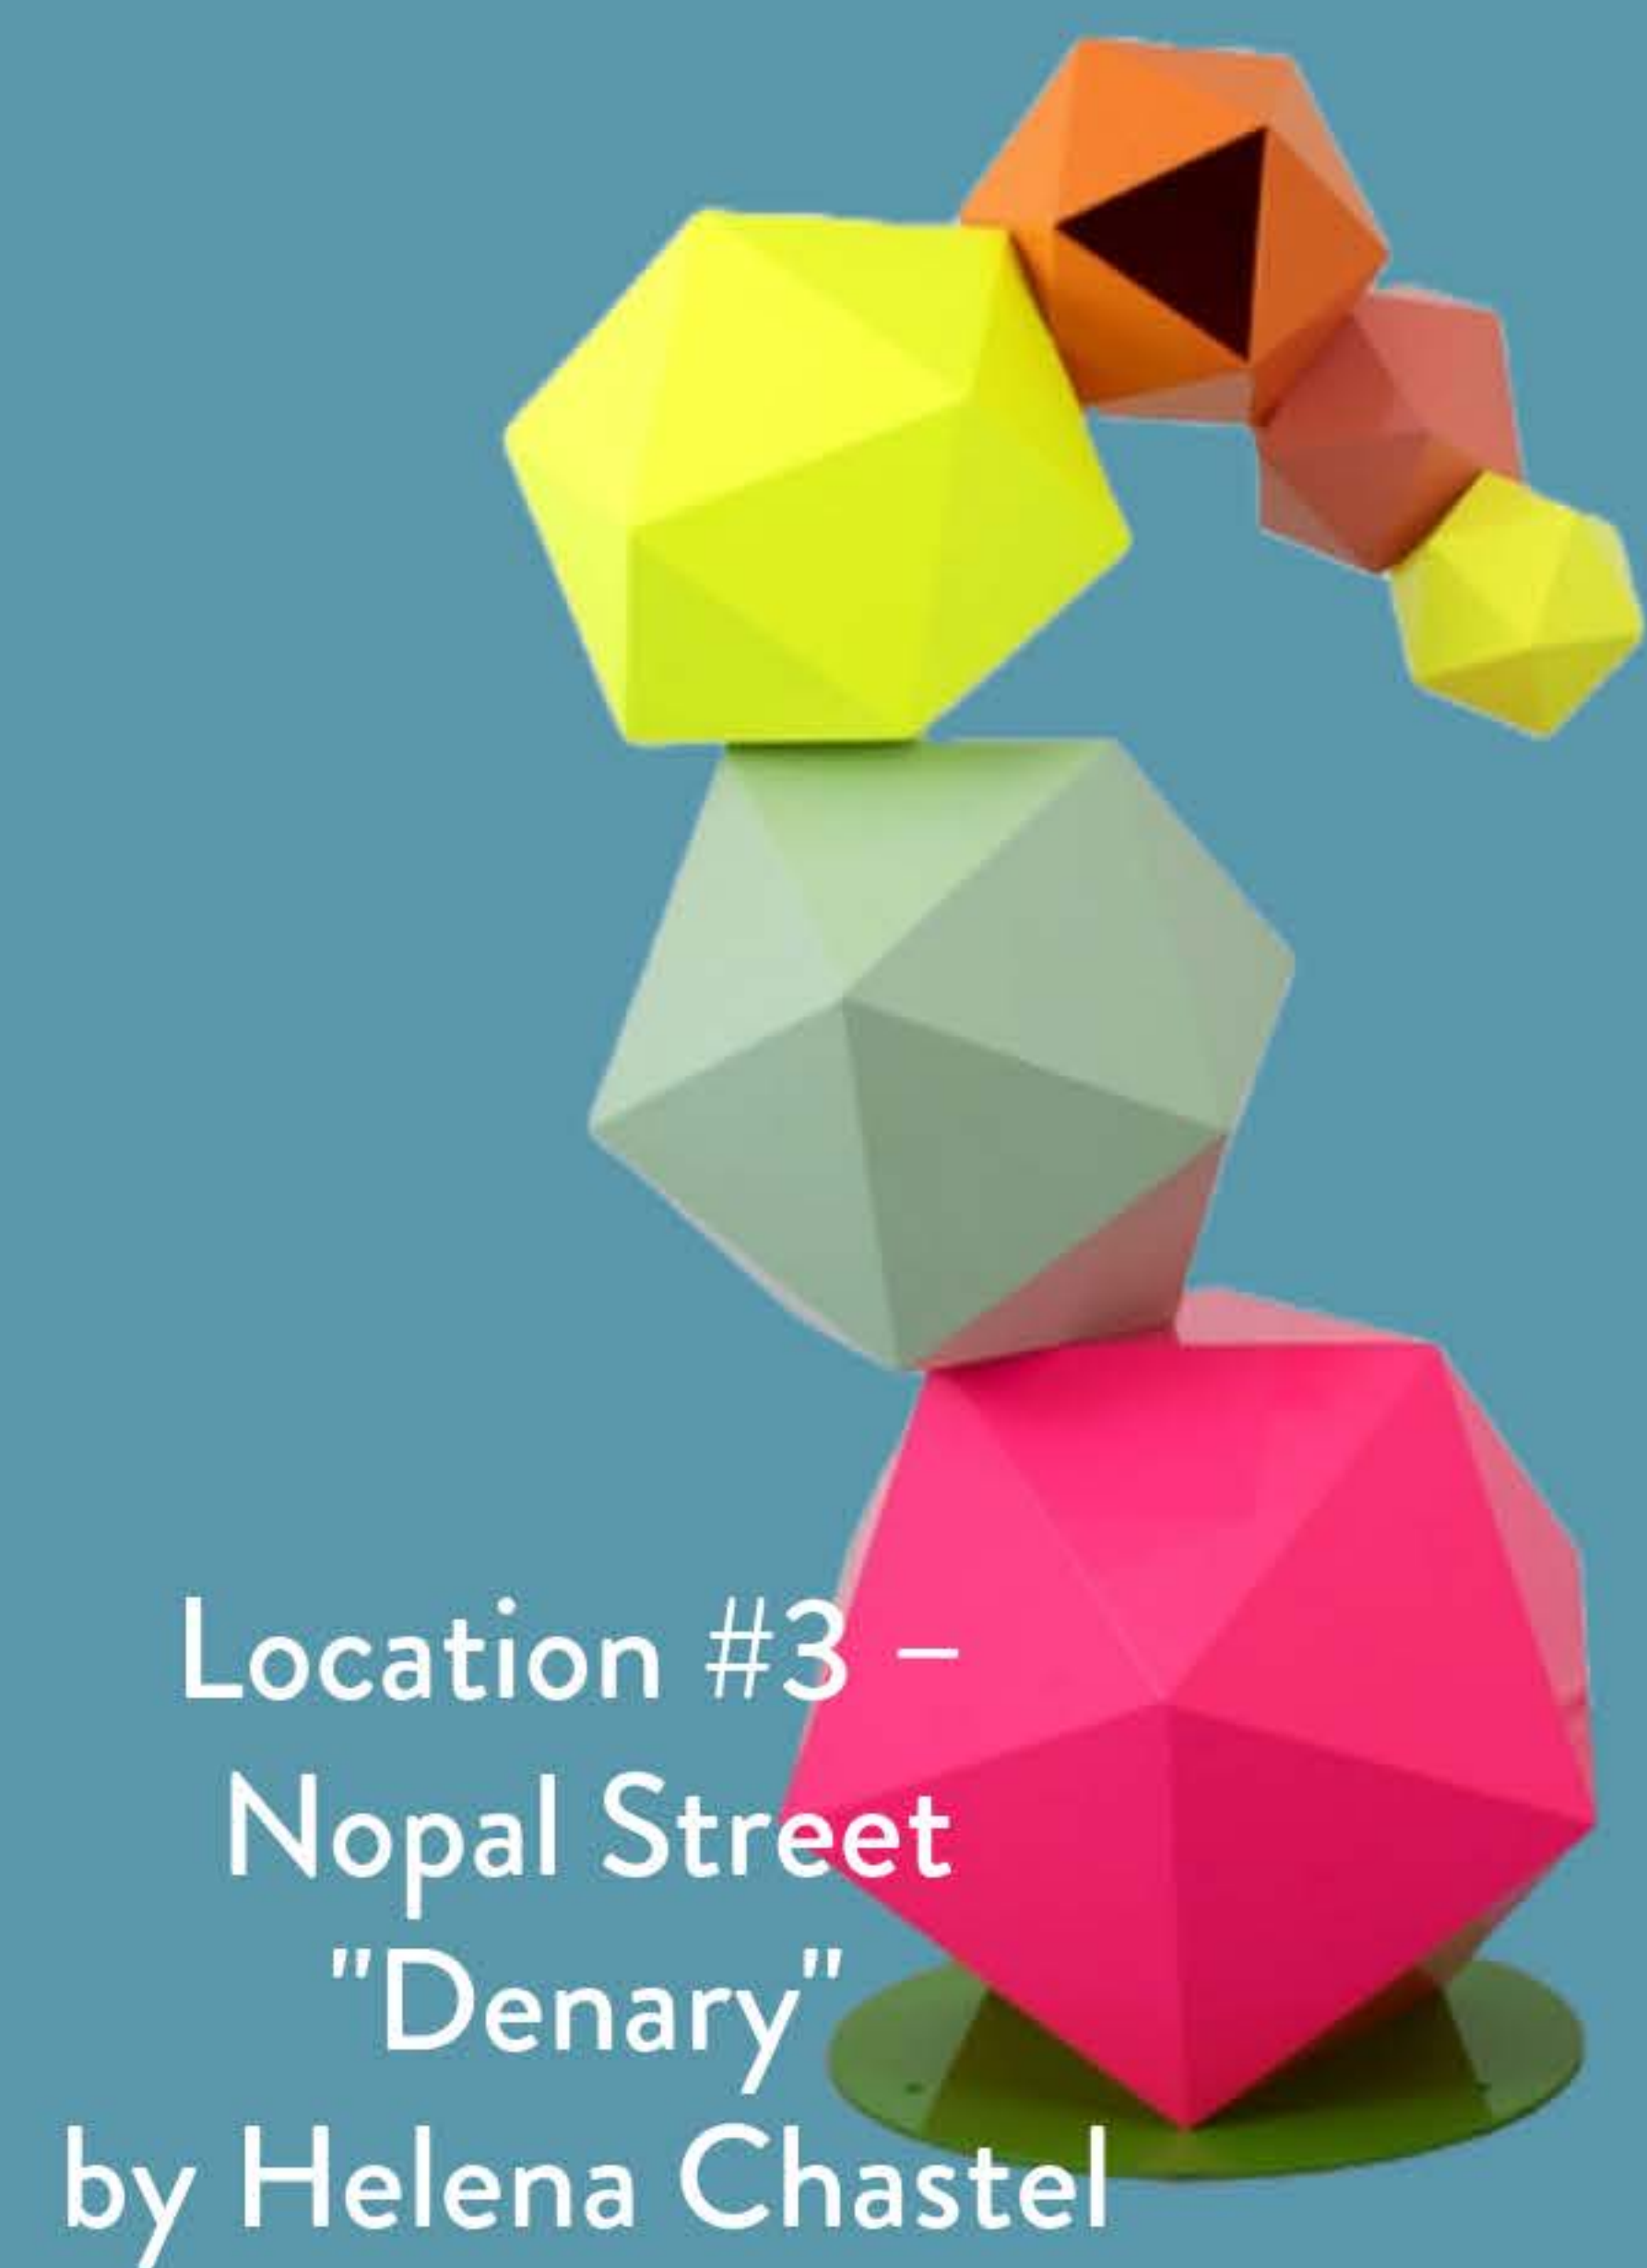 Location #3 –
Nopal Street
"Denary"
by Helena Chastel